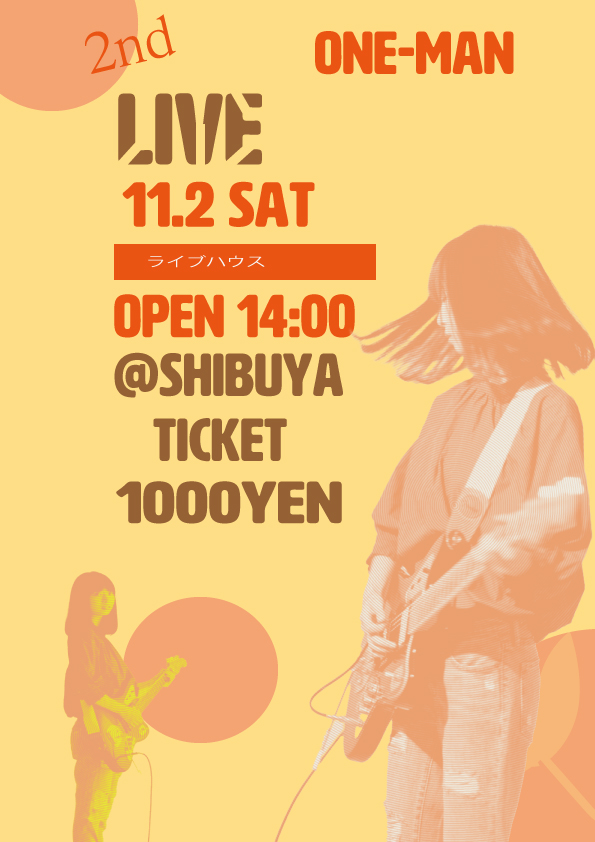 2nd
ONE-MAN
LIVE
11.2 SAT
ライブハウス
OPEN 14:00
@SHIBUYA
TICKET
1000YEN